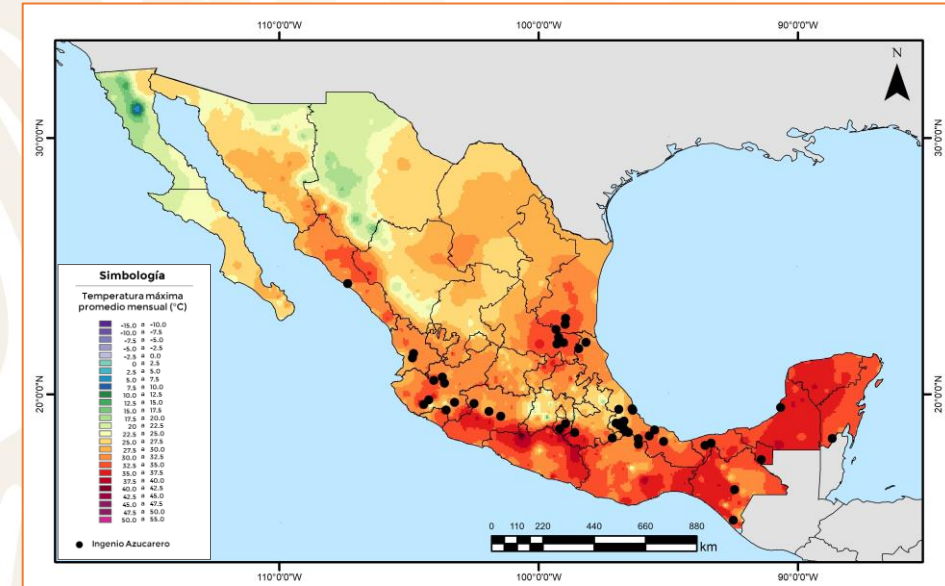 110°0'0"W 100°0'0"W 90°0'0"W
N
30°0'0"N 30°0'0"N
20°0'0"N 20°0'0"N
Simbología
Temperatura máxima
promedio mensual (°C)
-15.0 a -10.0
-10.0 a -7.5
-7.5 a -5.0
-5.0 a -2.5
-2.5 a 0.0
0 a 2.5
2.5 a 5.0
5.0 a 7.5
7.5 a 10.0
10.0 a 12.5
12.5 a 15.0
15.0 a 17.5
17.5 a 20.0
20 a 22.5
22.5 a 25.0
25.0 a 27.5
27.5 a 30.0
30.0 a 32.5
32.5 a 35.0
35.0 a 37.5
37.5 a 40.0
40.0 a 42.5
42.5 a 45.0
45.0 a 47.5
47.5 a 50.0
50.0 a 55.0
Ingenio Azucarero
0 110 220 440 660 880
km
110°0'0"W 100°0'0"W 90°0'0"W